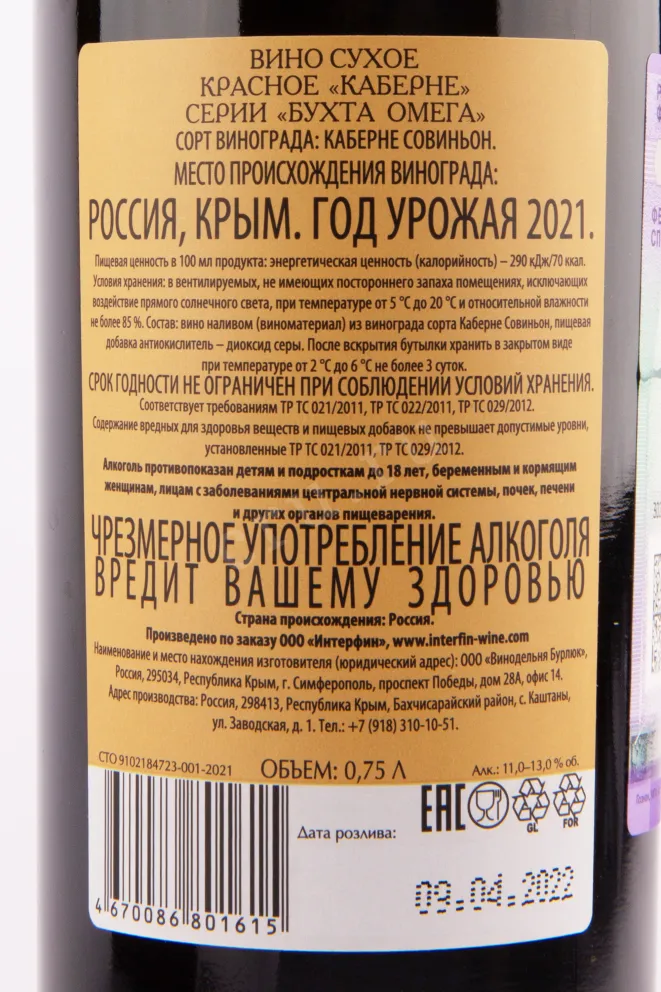 ВИНО СУХОЕ
КРАСНОЕ «КАБЕРНЕ»
СЕРИИ «БУХТА ОМЕГА»
СОРТ ВИНОГРАДА: КАБЕРНЕ СОВИНЬОН.
МЕСТО ПРОИСХОЖДЕНИЯ ВИНОГРАДА:
РОССИЯ, КРЫМ. ГОД УРОЖАЯ 2021.
Пищевая ценность в 100 мл продукта: энергетическая ценность (калорийность) – 290 кДж/70 ккал.
Условия хранения: в вентилируемых, не имеющих постороннего запаха помещениях, исключающих
воздействие прямого солнечного света, при температуре от 5 °С до 20 °С и относительной влажности
не более 85 %. Состав: вино наливом (виноматериал) из винограда сорта Каберне Совиньон, пищевая
добавка антиокислитель – диоксид серы. После вскрытия бутылки хранить в закрытом виде
при температуре от 2 °С до 6 °С не более 3 суток.
СРОК ГОДНОСТИ НЕ ОГРАНИЧЕН ПРИ СОБЛЮДЕНИИ УСЛОВИЙ ХРАНЕНИЯ.
Соответствует требованиям ТР ТС 021/2011, ТР ТС 022/2011, ТР ТС 029/2012.
Содержание вредных для здоровья веществ и пищевых добавок не превышает допустимые уровни,
установленные ТР ТС 021/2011, ТР ТС 029/2012.
Алкоголь противопоказан детям и подросткам до 18 лет, беременным и кормящим
женщинам, лицам с заболеваниями центральной нервной системы, почек, печени
и других органов пищеварения.
ЧРЕЗМЕРНОЕ УПОТРЕБЛЕНИЕ АЛКОГОЛЯ
ВРЕДИТ ВАШЕМУ ЗДОРОВЬЮ
Страна происхождения: Россия.
Произведено по заказу ООО «Интерфин», www.interfin-wine.com
Наименование и место нахождения изготовителя (юридический адрес): ООО «Винодельня Бурлюк»,
Россия, 295034, Республика Крым, г. Симферополь, проспект Победы, дом 28А, офис 14.
Адрес производства: Россия, 298413, Республика Крым, Бахчисарайский район, с. Каштаны,
ул. Заводская, д. 1. Тел.: +7 (918) 310-10-51.
СТО 9102184723-001-2021 ОБЪЕМ: 0,75 Л Алк.: 11,0–13,0 % об.
EAC
GL FOR
Дата розлива:
09.04.2022
4 670086 801615